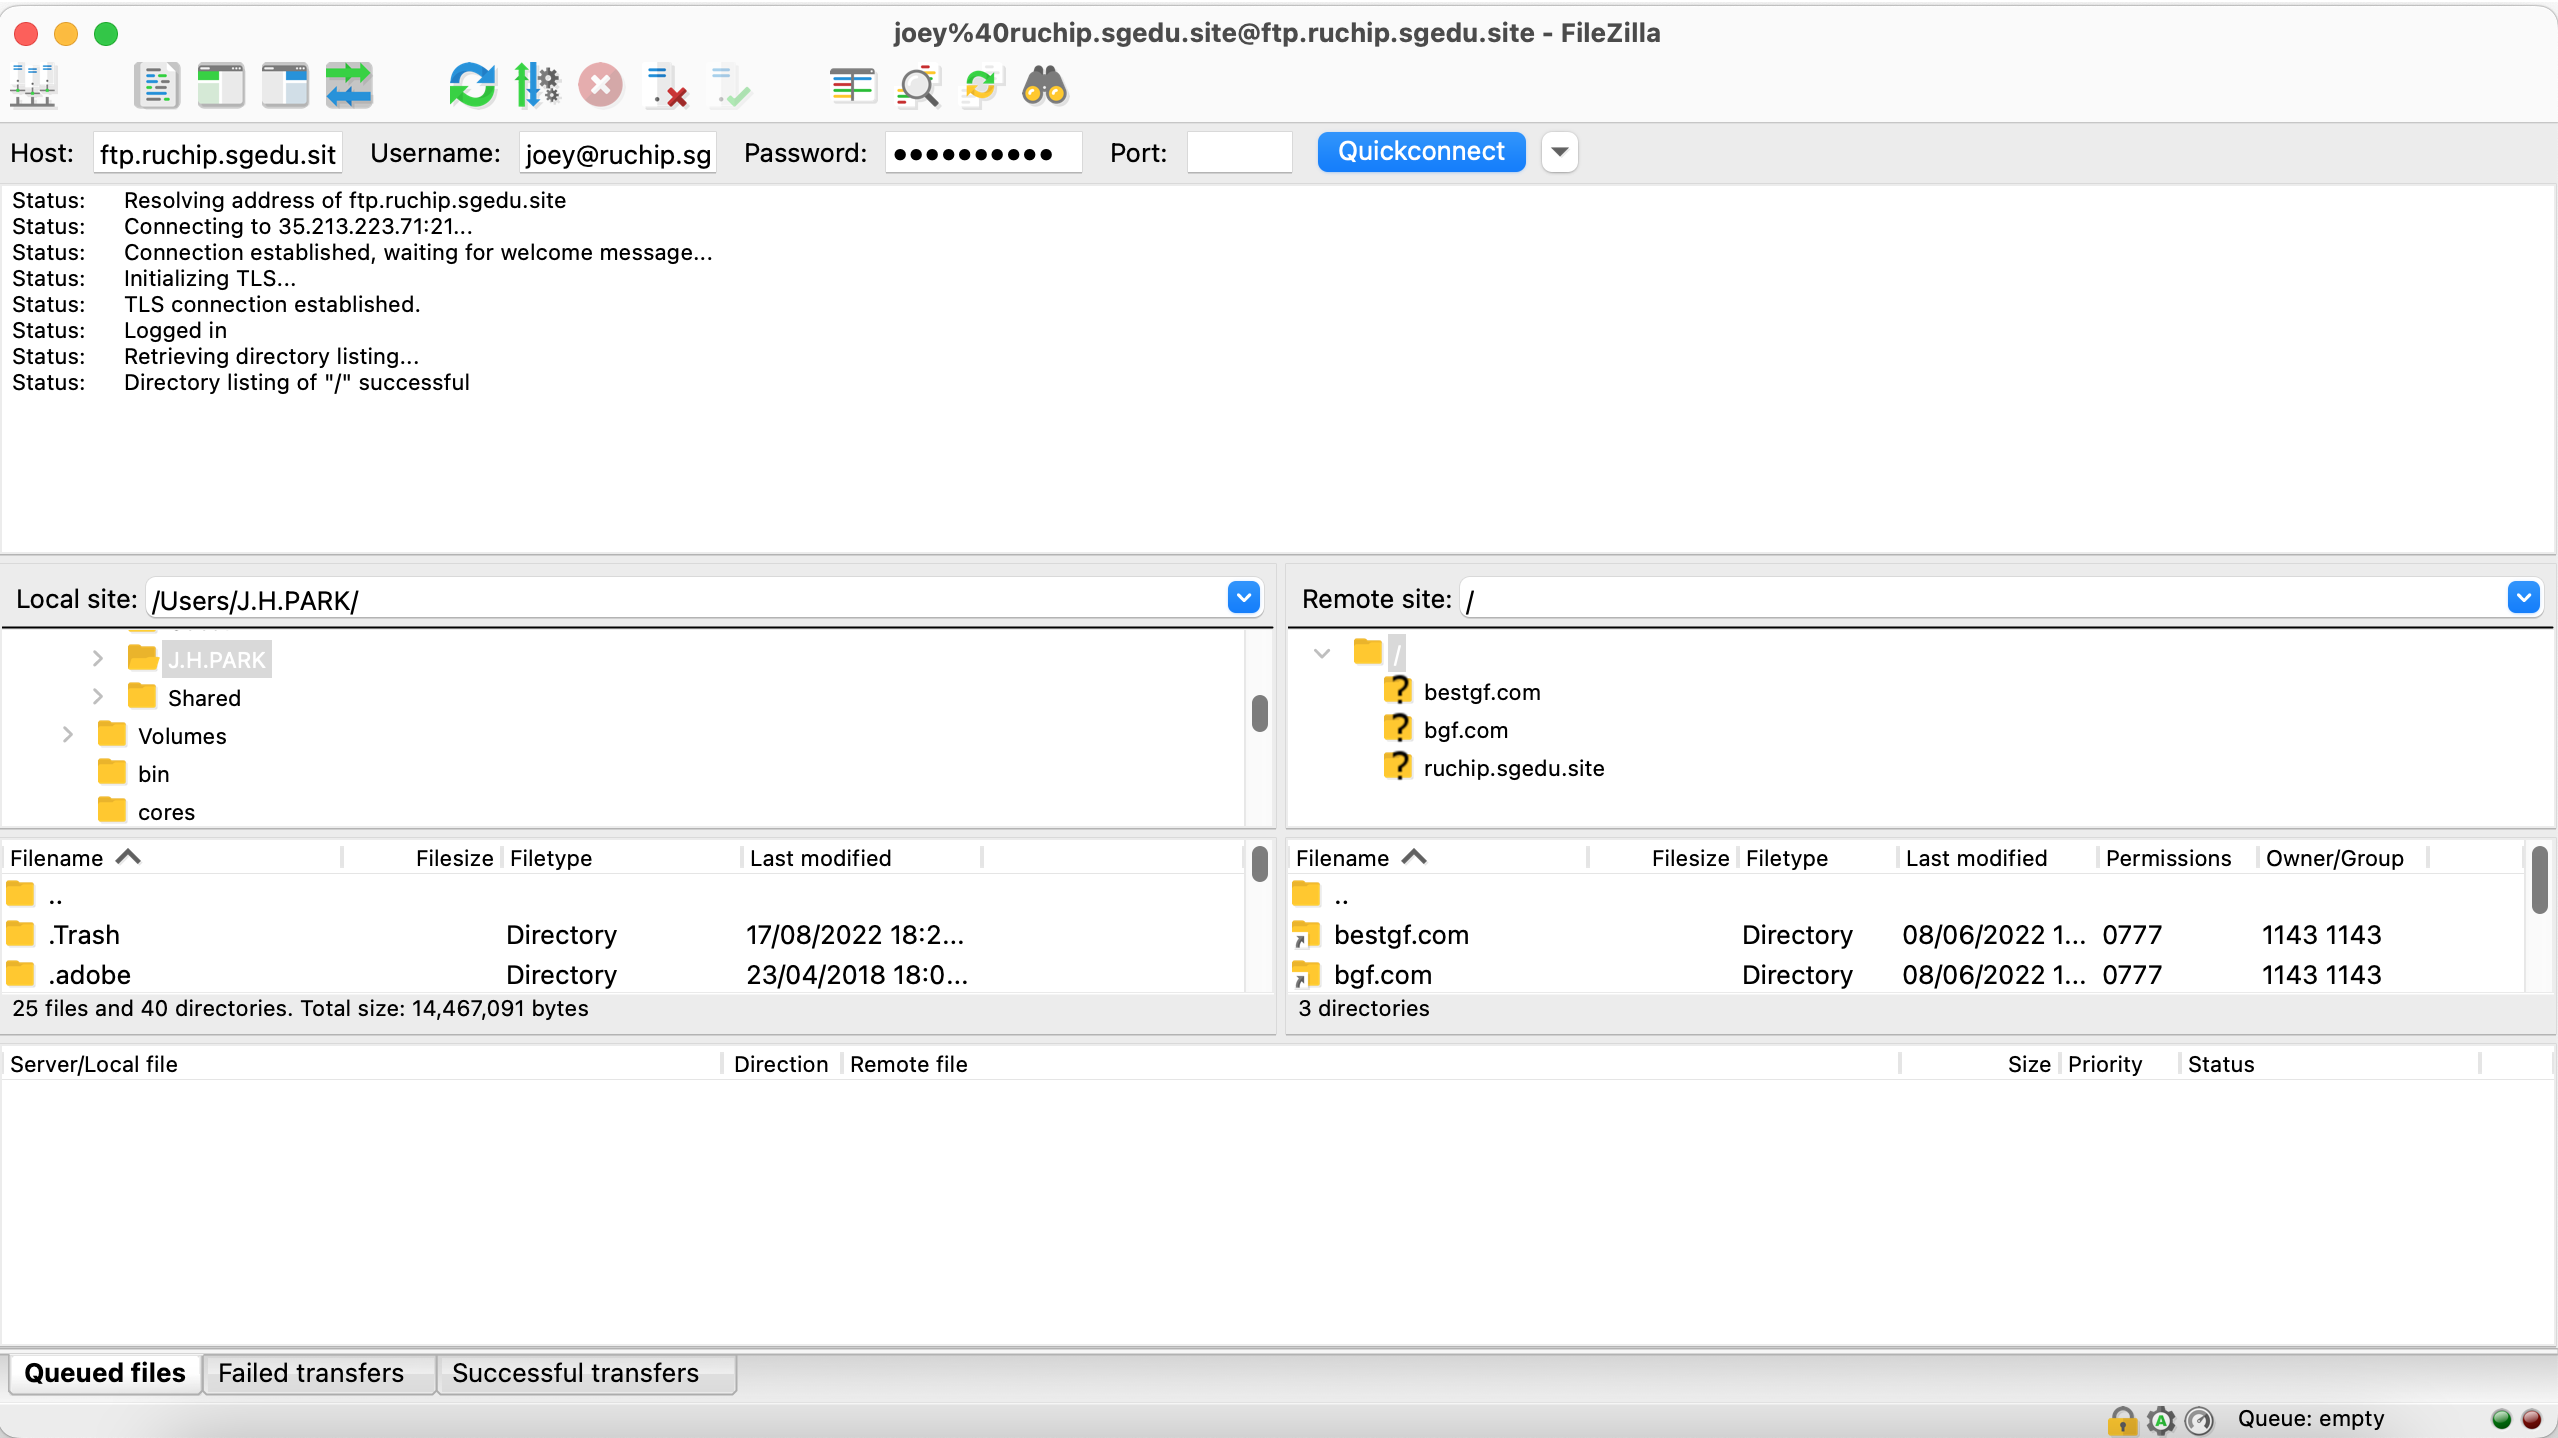 joey%40ruchip.sgedu.site@ftp.ruchip.sgedu.site - FileZilla
Host: ftp.ruchip.sgedu.sit Username: joey@ruchip.sg Password: ●●●●●●●●●● Port: Quickconnect
Status: Resolving address of ftp.ruchip.sgedu.site
Status: Connecting to 35.213.223.71:21...
Status: Connection established, waiting for welcome message...
Status: Initializing TLS...
Status: TLS connection established.
Status: Logged in
Status: Retrieving directory listing...
Status: Directory listing of "/" successful
Local site: /Users/J.H.PARK/
J.H.PARK
Shared
Volumes
bin
cores
Filename Filesize Filetype Last modified
..
.Trash Directory 17/08/2022 18:2...
.adobe Directory 23/04/2018 18:0...
25 files and 40 directories. Total size: 14,467,091 bytes
Remote site: /
/
? bestgf.com
? bgf.com
? ruchip.sgedu.site
Filename Filesize Filetype Last modified Permissions Owner/Group
..
bestgf.com Directory 08/06/2022 1... 0777 1143 1143
bgf.com Directory 08/06/2022 1... 0777 1143 1143
3 directories
Server/Local file Direction Remote file Size Priority Status
Queued files Failed transfers Successful transfers
A Queue: empty